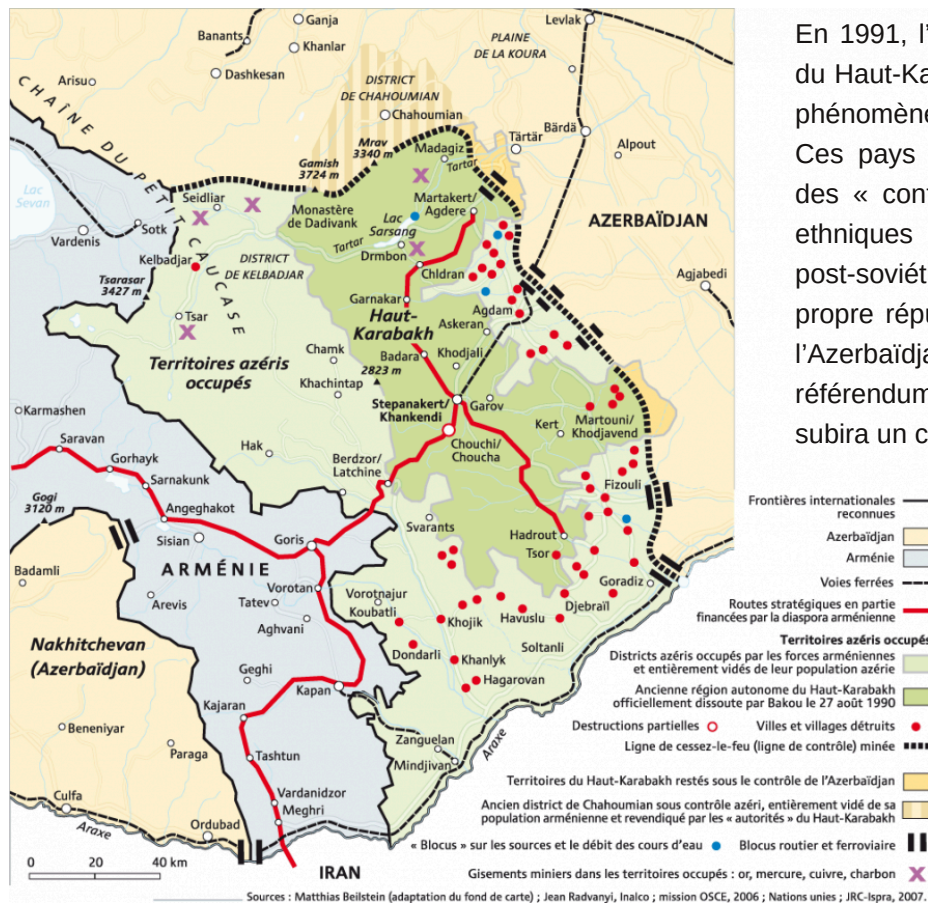 Ganja
Levlak
Banants
Khanlar
PLAINE
DE LA KOURA
Dashkesan
Arisu
DISTRICT
DE CHAHOUMIAN
CHAÎNE DU PETIT CAUCASE
Chahoumian
Bärdä
Mrav
3340 m
Tärtär
Alpout
Gamish
3724 m
Madagiz
Tartar
Lac
Sevan
Seidliar
Monastère
de Dadivank
Martakert/
Agdere
AZERBAÏDJAN
Vardenis
Sotk
Lac
Sarsang
Tartar
Drmbon
Kelbadjar
DISTRICT
DE KELBADJAR
Chldran
Tsarasar
3427 m
Agjabedi
Garnakar
Agdam
Tsar
Haut-
Karabakh
Askeran
Territoires azéris
occupés
Chamk
Badara
Khodjali
2823 m
Khachintap
Karmashen
Stepanakert/
Khankendi
Garov
Martouni/
Khodjavend
Kert
Saravan
Hak
Chouchi/
Choucha
Gorhayk
Berdzor/
Latchine
Sarnakunk
Fizouli
Gogi
3120 m
Angeghakot
Svarants
Sisian
Goris
Hadrout
Tsor
ARMÉNIE
Badamli
Vorotan
Goradiz
Arevis
Tatev
Vorotnajur
Koubatli
Djebraïl
Aghvani
Khojik
Havuslu
Nakhitchevan
(Azerbaïdjan)
Soltanli
Dondarli
Khanlyk
Geghi
Kapan
Hagarovan
Kajaran
Beneniyar
Zanguelan
Paraga
Tashtun
Mindjivan
Araxe
Culfa
Vardanidzor
Meghri
Araxe
Ordubad
0 20 40 km
IRAN
En 1991, l'
du Haut-Ka
phénomène
Ces pays
des « cont
ethniques
post-soviét
propre répu
l'Azerbaïdja
référendum
subira un c
Frontières internationales
reconnues
Azerbaïdjan
Arménie
Voies ferrées
Routes stratégiques en partie
financées par la diaspora arménienne
Territoires azéris occupés
Districts azéris occupés par les forces arméniennes
et entièrement vidés de leur population azérie
Ancienne région autonome du Haut-Karabakh
officiellement dissoute par Bakou le 27 août 1990
Destructions partielles Villes et villages détruits
Ligne de cessez-le-feu (ligne de contrôle) minée
Territoires du Haut-Karabakh restés sous le contrôle de l'Azerbaïdjan
Ancien district de Chahoumian sous contrôle azéri, entièrement vidé de sa
population arménienne et revendiqué par les « autorités » du Haut-Karabakh
« Blocus » sur les sources et le débit des cours d'eau Blocus routier et ferroviaire
Gisements miniers dans les territoires occupés : or, mercure, cuivre, charbon
Sources : Matthias Beilstein (adaptation du fond de carte) ; Jean Radvanyi, Inalco ; mission OSCE, 2006 ; Nations unies ; JRC-Ispra, 2007.